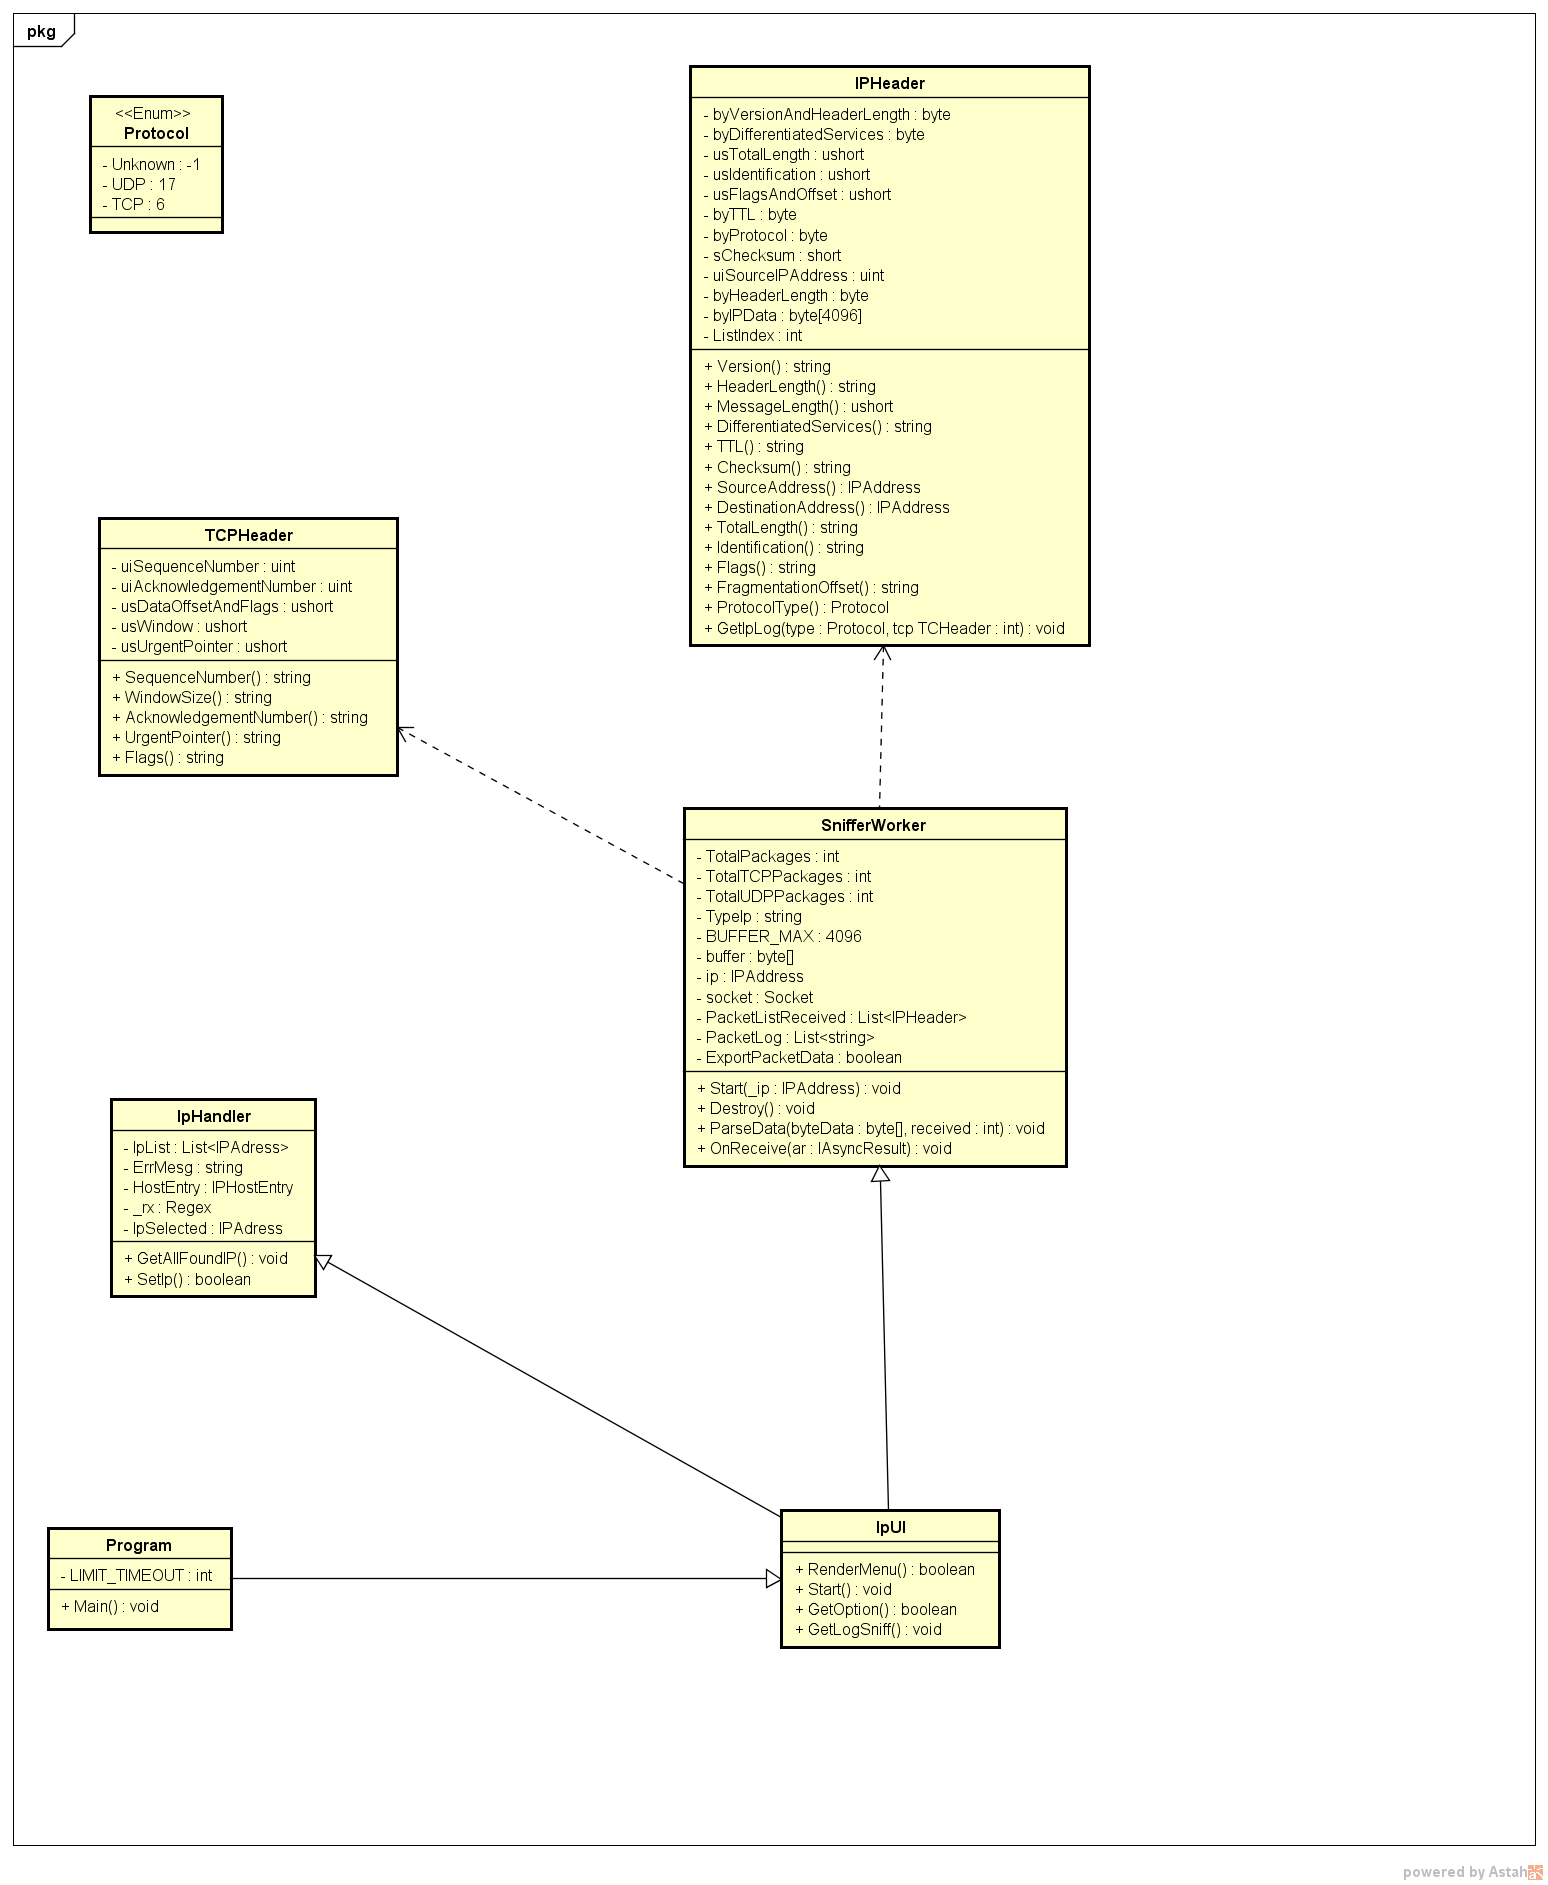 pkg
<<Enum>>
Protocol
- Unknown : -1
- UDP : 17
- TCP : 6
IPHeader
- byVersionAndHeaderLength : byte
- byDifferentiatedServices : byte
- usTotalLength : ushort
- usIdentification : ushort
- usFlagsAndOffset : ushort
- byTTL : byte
- byProtocol : byte
- sChecksum : short
- uiSourceIPAddress : uint
- byHeaderLength : byte
- byIPData : byte[4096]
- ListIndex : int
+ Version() : string
+ HeaderLength() : string
+ MessageLength() : ushort
+ DifferentiatedServices() : string
+ TTL() : string
+ Checksum() : string
+ SourceAddress() : IPAddress
+ DestinationAddress() : IPAddress
+ TotalLength() : string
+ Identification() : string
+ Flags() : string
+ FragmentationOffset() : string
+ ProtocolType() : Protocol
+ GetIpLog(type : Protocol, tcp TCHeader : int) : void
TCPHeader
- uiSequenceNumber : uint
- uiAcknowledgementNumber : uint
- usDataOffsetAndFlags : ushort
- usWindow : ushort
- usUrgentPointer : ushort
+ SequenceNumber() : string
+ WindowSize() : string
+ AcknowledgementNumber() : string
+ UrgentPointer() : string
+ Flags() : string
SnifferWorker
- TotalPackages : int
- TotalTCPPackages : int
- TotalUDPPackages : int
- TypeIp : string
- BUFFER_MAX : 4096
- buffer : byte[]
- ip : IPAddress
- socket : Socket
- PacketListReceived : List<IPHeader>
- PacketLog : List<string>
- ExportPacketData : boolean
+ Start(_ip : IPAddress) : void
+ Destroy() : void
+ ParseData(byteData : byte[], received : int) : void
+ OnReceive(ar : IAsyncResult) : void
IpHandler
- IpList : List<IPAdress>
- ErrMesg : string
- HostEntry : IPHostEntry
- _rx : Regex
- IpSelected : IPAdress
+ GetAllFoundIP() : void
+ SetIp() : boolean
Program
- LIMIT_TIMEOUT : int
+ Main() : void
IpUI
+ RenderMenu() : boolean
+ Start() : void
+ GetOption() : boolean
+ GetLogSniff() : void
powered by Astah